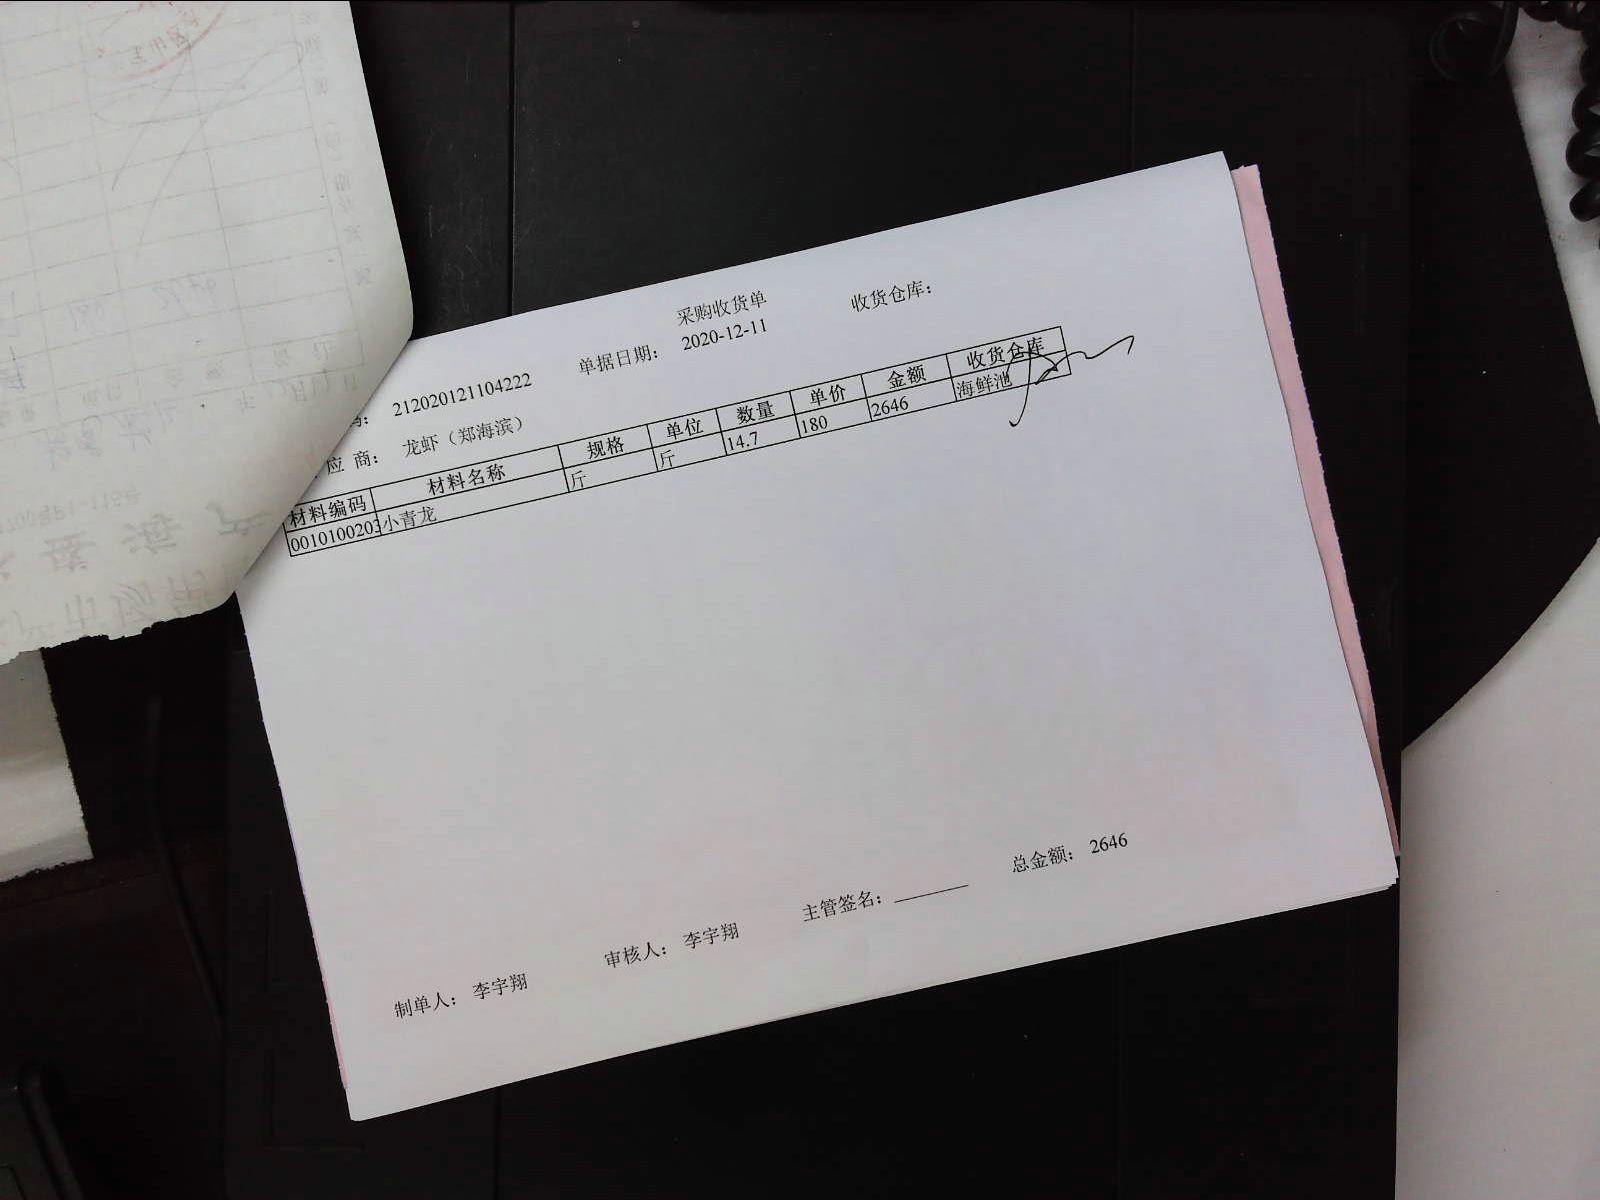 采购收货单
收货仓库：
单据日期： 2020-12-11
码： 212020121104222
应 商： 龙虾（郑海滨）
材料编码 材料名称 规格 单位 数量 单价 金额 收货仓库
0010100203 小青龙 斤 斤 14.7 180 2646 海鲜池
总金额： 2646
主管签名：
审核人： 李宇翔
制单人： 李宇翔